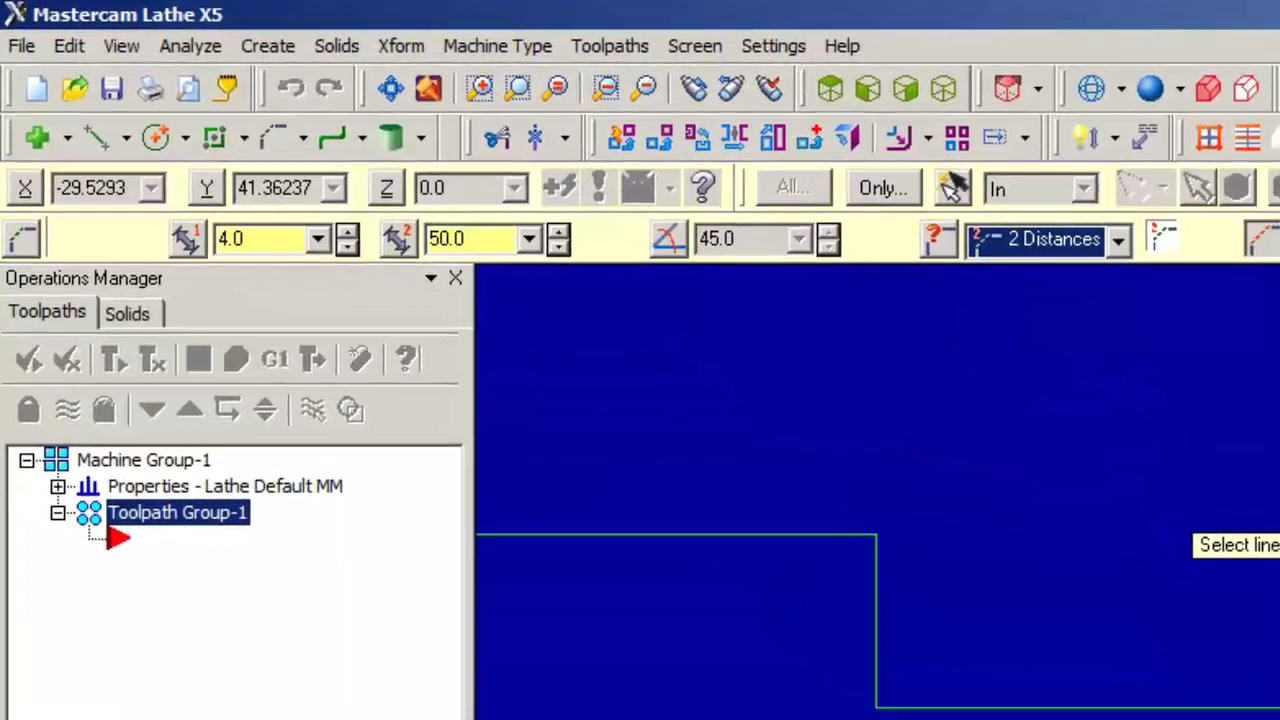 Mastercam Lathe X5
File Edit View Analyze Create Solids Xform Machine Type Toolpaths Screen Settings Help
X -29.5293 Y 41.36237 Z 0.0 All... Only... In
1 4.0 2 50.0 45.0 ? 2 Distances
Operations Manager
Toolpaths Solids
G1
Machine Group-1
Properties - Lathe Default MM
Toolpath Group-1
Select line